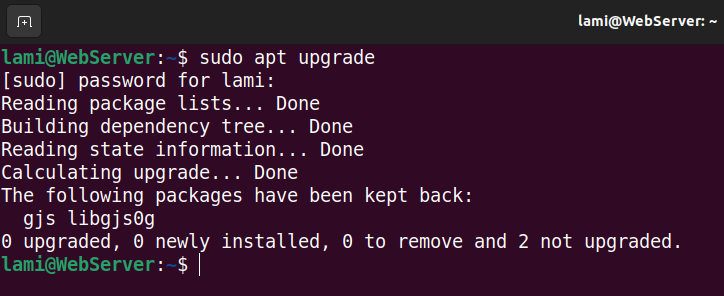 lami@WebServer: ~
lami@WebServer:~$ sudo apt upgrade
[sudo] password for lami:
Reading package lists... Done
Building dependency tree... Done
Reading state information... Done
Calculating upgrade... Done
The following packages have been kept back:
  gjs libgjs0g
0 upgraded, 0 newly installed, 0 to remove and 2 not upgraded.
lami@WebServer:~$